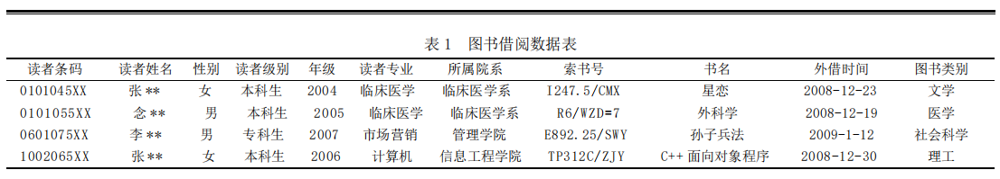 表 1 图书借阅数据表
读者条码 读者姓名 性别 读者级别 年级 读者专业 所属院系 索书号 书名 外借时间 图书类别
0101045XX 张** 女 本科生 2004 临床医学 临床医学系 I247.5/CMX 星恋 2008-12-23 文学
0101055XX 念** 男 本科生 2005 临床医学 临床医学系 R6/WZD=7 外科学 2008-12-19 医学
0601075XX 李** 男 专科生 2007 市场营销 管理学院 E892.25/SWY 孙子兵法 2009-1-12 社会科学
1002065XX 张** 女 本科生 2006 计算机 信息工程学院 TP312C/ZJY C++面向对象程序 2008-12-30 理工